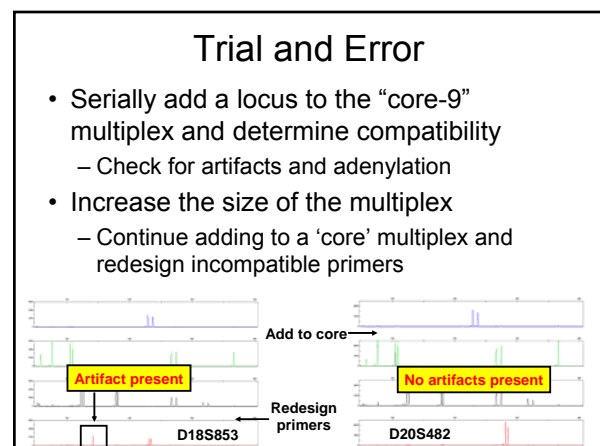 Trial and Error
• Serially add a locus to the “core-9”
multiplex and determine compatibility
– Check for artifacts and adenylation
• Increase the size of the multiplex
– Continue adding to a ‘core’ multiplex and
redesign incompatible primers
Add to core
Artifact present
No artifacts present
Redesign
primers
D18S853
D20S482